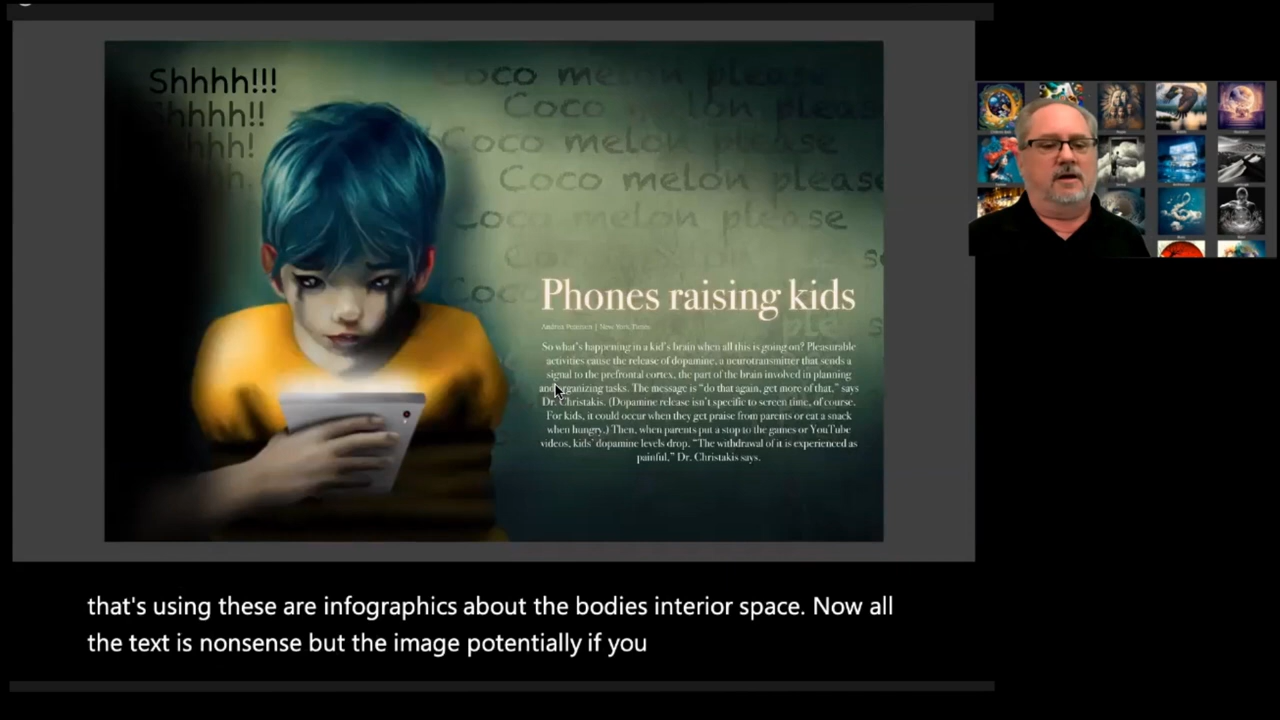 Shhhh!!!
Shhhh!!
hhhh!
hh.
Coco melon please
Coco lon pleas
Coco melon please
Coco melon please
Coco melon please
Coco
Phones raising kids
New York Times
So what's happening in a kid's brain when all this is going on? Pleasurable
activities cause the release of dopamine, a neurotransmitter that sends a
signal to the prefrontal cortex, the part of the brain involved in planning
and organizing tasks. The message is "do that again, get more of that," says
Dr. Christakis. (Dopamine release isn't specific to screen time, of course.
For kids, it could occur when they get praise from parents or eat a snack
when hungry.) Then, when parents put a stop to the games or YouTube
videos, kids' dopamine levels drop. "The withdrawal of it is experienced as
painful," Dr. Christakis says.
that's using these are infographics about the bodies interior space. Now all
the text is nonsense but the image potentially if you